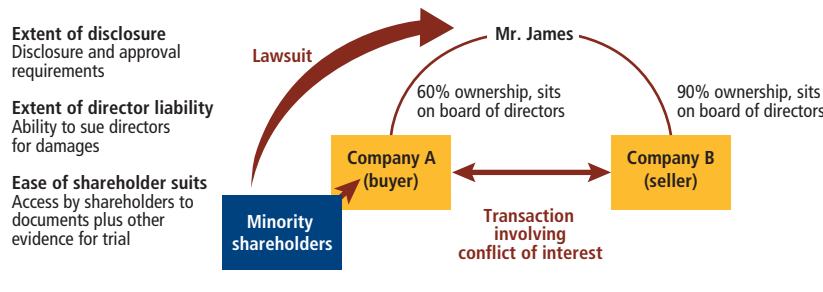 Extent of disclosure
Disclosure and approval
requirements
Extent of director liability
Ability to sue directors
for damages
Ease of shareholder suits
Access by shareholders to
documents plus other
evidence for trial
Lawsuit
Mr. James
60% ownership, sits
on board of directors
90% ownership, sits
on board of directors
Company A
(buyer)
Company B
(seller)
Minority
shareholders
Transaction
involving
conflict of interest